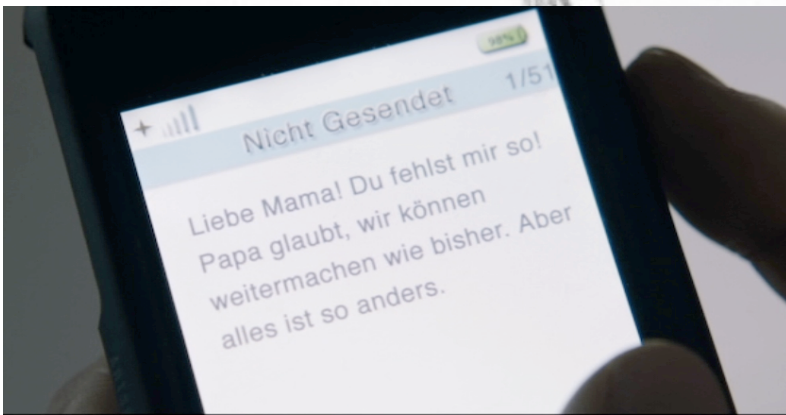 98%
Nicht Gesendet 1/51
Liebe Mama! Du fehlst mir so!
Papa glaubt, wir können
weitermachen wie bisher. Aber
alles ist so anders.